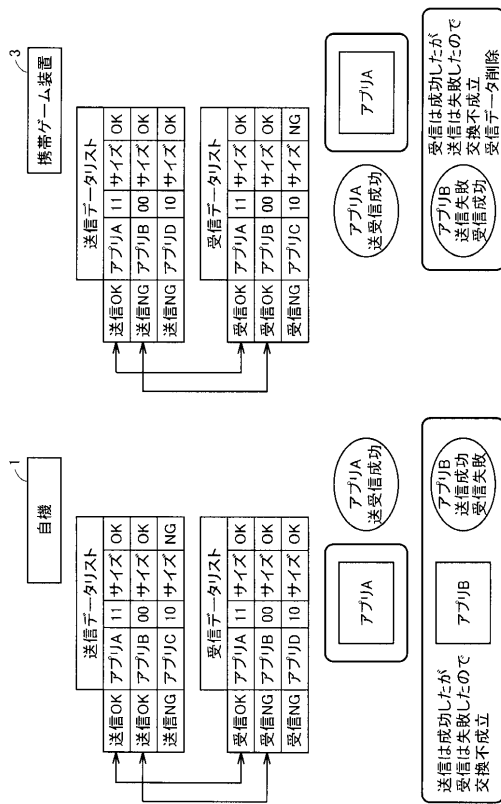 自機
1
送信データリスト
送信OK アプリA 11 サイズ OK
送信OK アプリB 00 サイズ OK
送信NG アプリC 10 サイズ NG
受信データリスト
受信OK アプリA 11 サイズ OK
受信NG アプリB 00 サイズ OK
受信NG アプリD 10 サイズ OK
アプリA
アプリA
送受信成功
送信は成功したが
受信は失敗したので
交換不成立
アプリB
アプリB
送信成功
受信失敗
携帯ゲーム装置
3
送信データリスト
送信OK アプリA 11 サイズ OK
送信NG アプリB 00 サイズ OK
送信NG アプリD 10 サイズ OK
受信データリスト
受信OK アプリA 11 サイズ OK
受信OK アプリB 00 サイズ OK
受信NG アプリC 10 サイズ NG
アプリA
送受信成功
アプリA
アプリB
送信失敗
受信成功
受信は成功したが
送信は失敗したので
交換不成立
受信データ削除